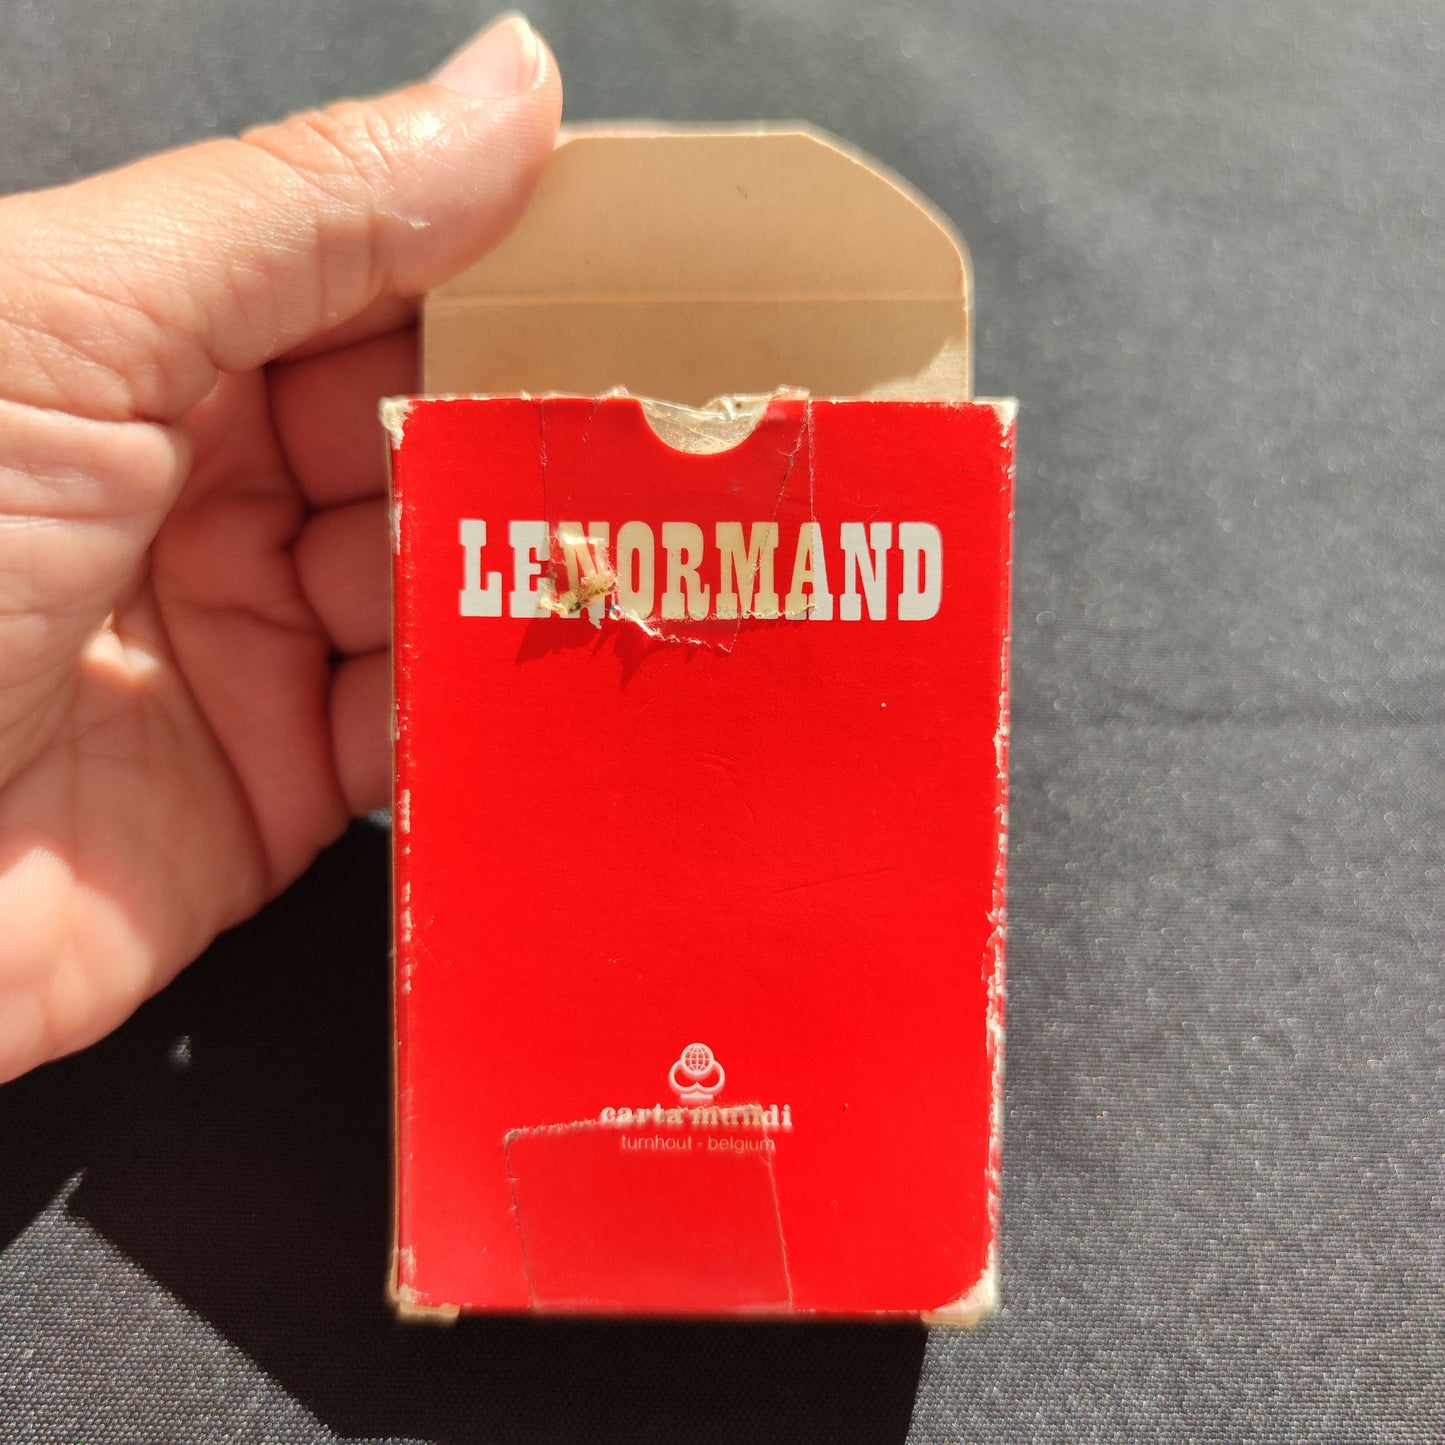 LENORMAND
carta mundi
turnhout - belgium